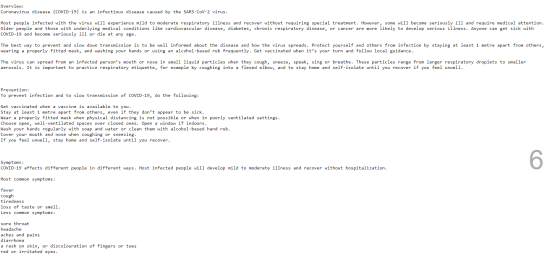 Overview:
Coronavirus disease (COVID-19) is an infectious disease caused by the SARS-CoV-2 virus.
Most people infected with the virus will experience mild to moderate respiratory illness and recover without requiring special treatment. However, some will become seriously ill and require medical attention.
Older people and those with underlying medical conditions like cardiovascular disease, diabetes, chronic respiratory disease, or cancer are more likely to develop serious illness. Anyone can get sick with
COVID-19 and become seriously ill or die at any age.
The best way to prevent and slow down transmission is to be well informed about the disease and how the virus spreads. Protect yourself and others from infection by staying at least 1 metre apart from others,
wearing a properly fitted mask, and washing your hands or using an alcohol-based rub frequently. Get vaccinated when it's your turn and follow local guidance.
The virus can spread from an infected person's mouth or nose in small liquid particles when they cough, sneeze, speak, sing or breathe. These particles range from larger respiratory droplets to smaller
aerosols. It is important to practice respiratory etiquette, for example by coughing into a flexed elbow, and to stay home and self-isolate until you recover if you feel unwell.
Prevention:
To prevent infection and to slow transmission of COVID-19, do the following:
Get vaccinated when a vaccine is available to you.
Stay at least 1 metre apart from others, even if they don't appear to be sick.
Wear a properly fitted mask when physical distancing is not possible or when in poorly ventilated settings.
Choose open, well-ventilated spaces over closed ones. Open a window if indoors.
Wash your hands regularly with soap and water or clean them with alcohol-based hand rub.
Cover your mouth and nose when coughing or sneezing.
If you feel unwell, stay home and self-isolate until you recover.
Symptoms:
COVID-19 affects different people in different ways. Most infected people will develop mild to moderate illness and recover without hospitalization.
6
Most common symptoms:
fever
cough
tiredness
loss of taste or smell.
Less common symptoms:
sore throat
headache
aches and pains
diarrhoea
a rash on skin, or discolouration of fingers or toes
red or irritated eyes.